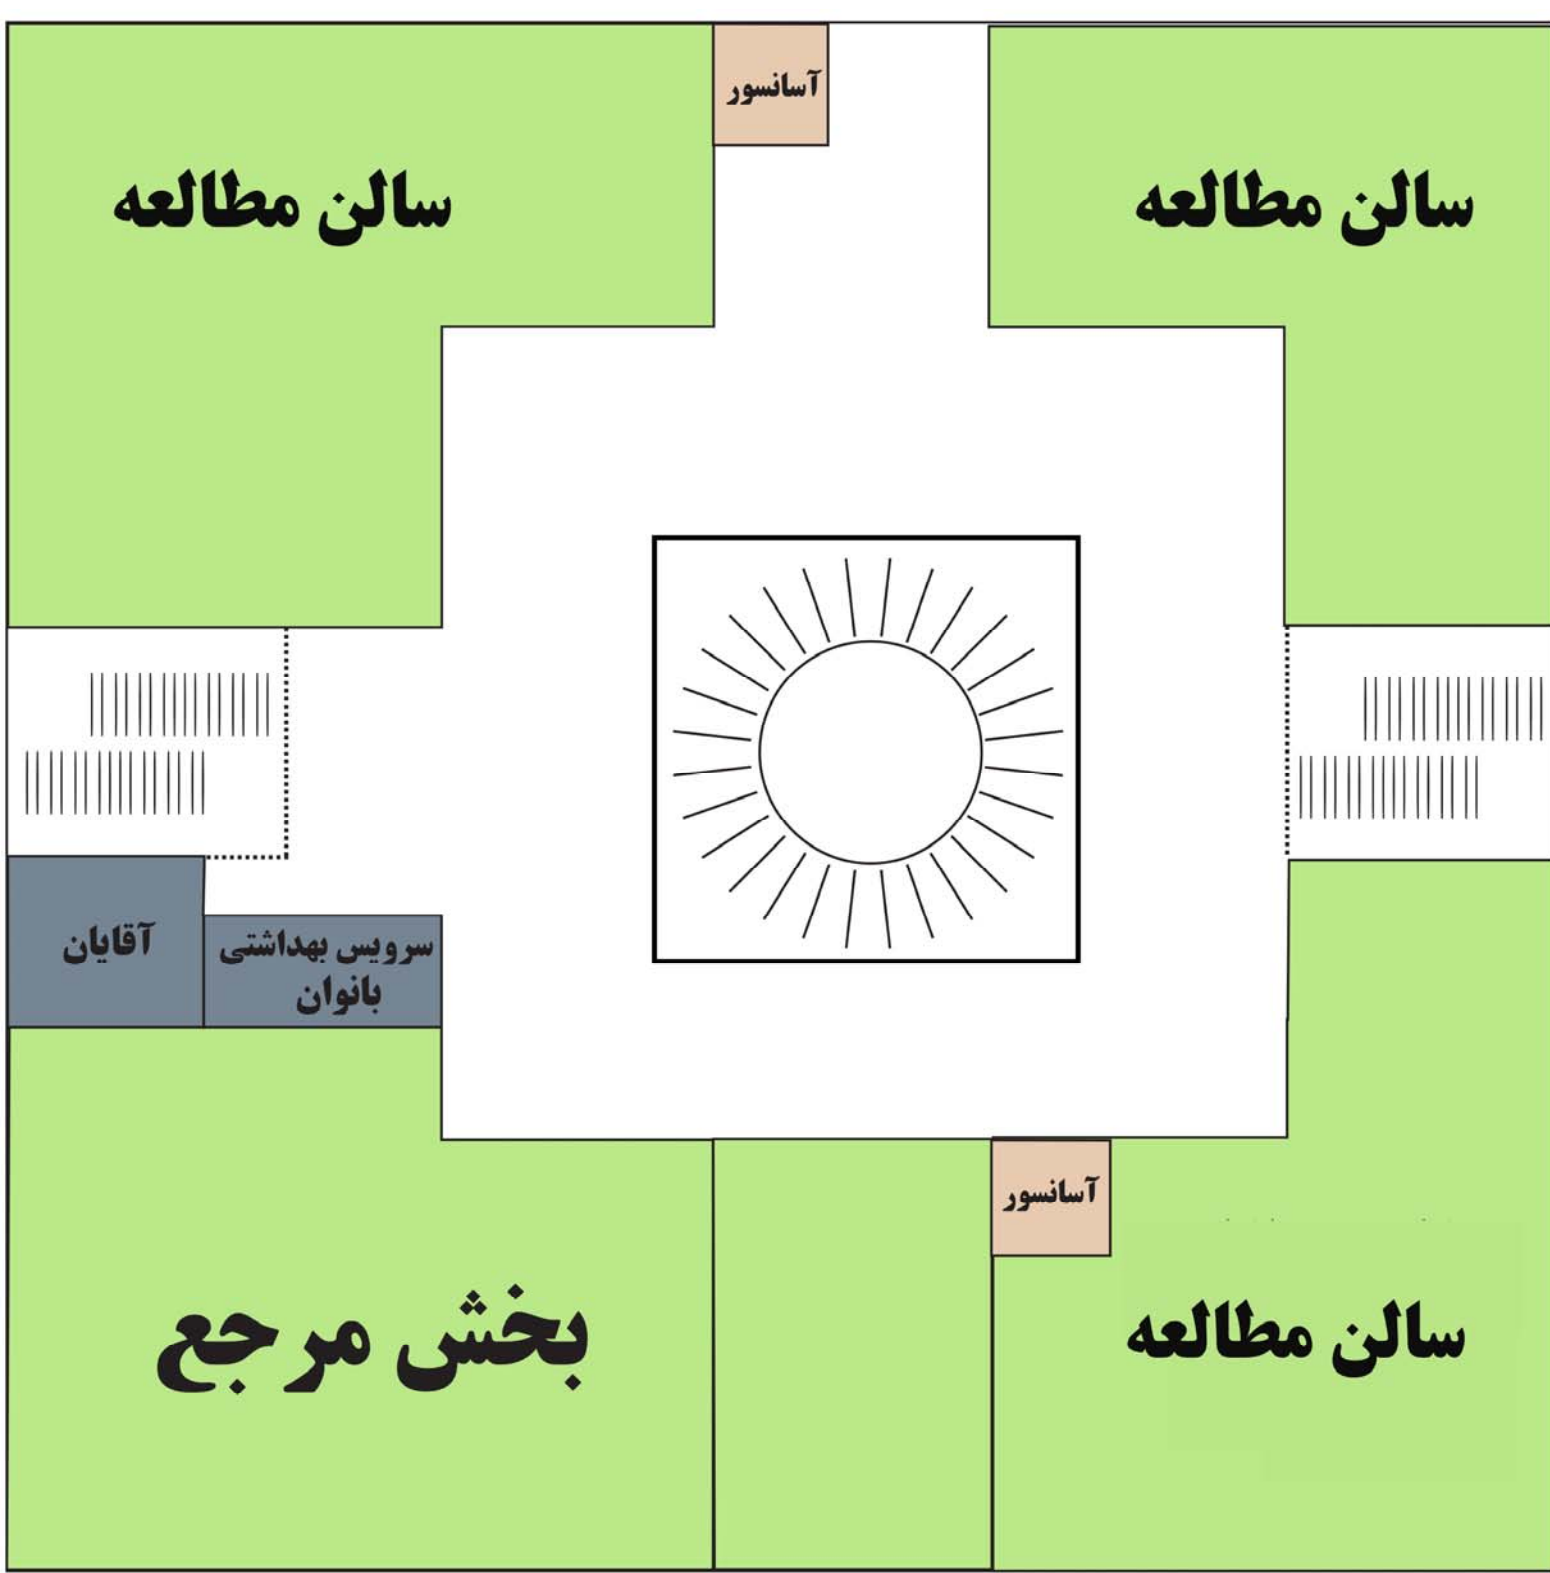 آسانسور
سالن مطالعه
سالن مطالعه
آقایان
سرویس بهداشتی
بانوان
آسانسور
سالن مطالعه
بخش مرجع